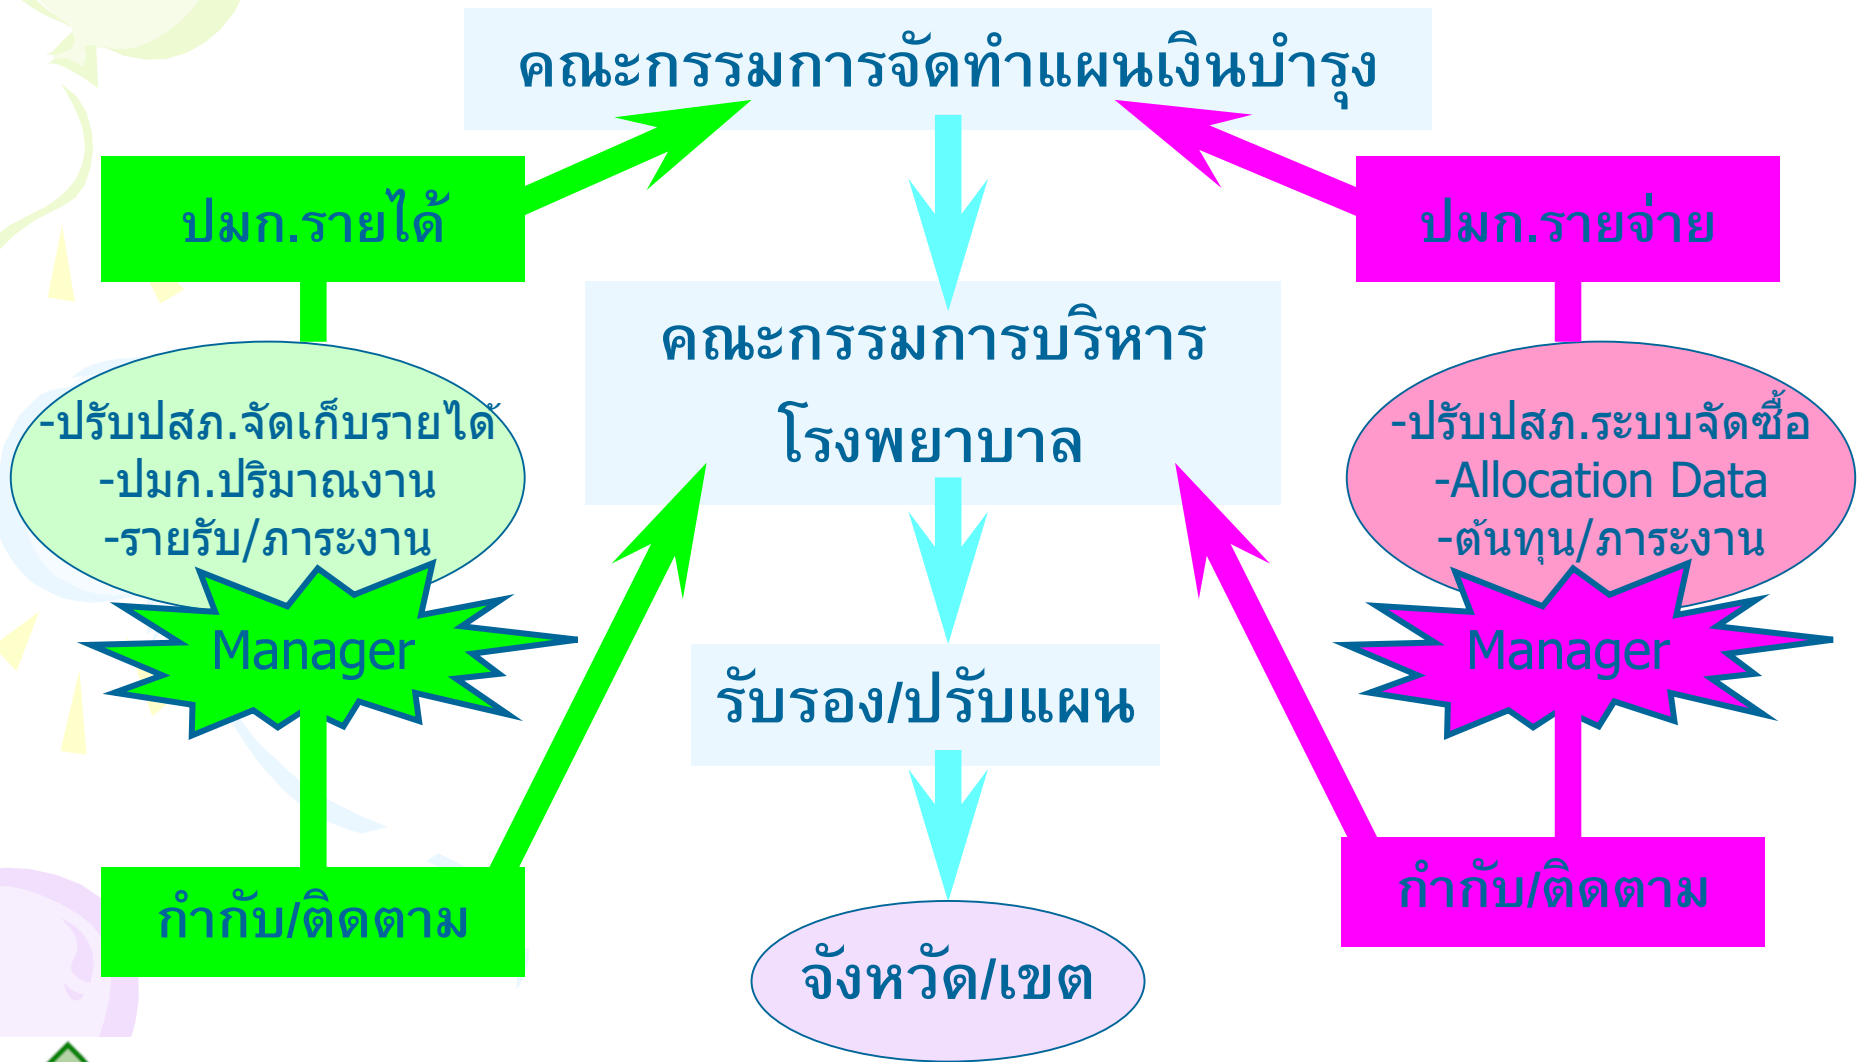 คณะกรรมการจัดทำแผนเงินบำรุง
ปมก.รายได้
ปมก.รายจ่าย
คณะกรรมการบริหาร
โรงพยาบาล
-ปรับปสภ.จัดเก็บรายได้
-ปมก.ปริมาณงาน
-รายรับ/ภาระงาน
-ปรับปสภ.ระบบจัดซื้อ
-Allocation Data
-ต้นทุน/ภาระงาน
Manager
Manager
รับรอง/ปรับแผน
กำกับ/ติดตาม
กำกับ/ติดตาม
จังหวัด/เขต